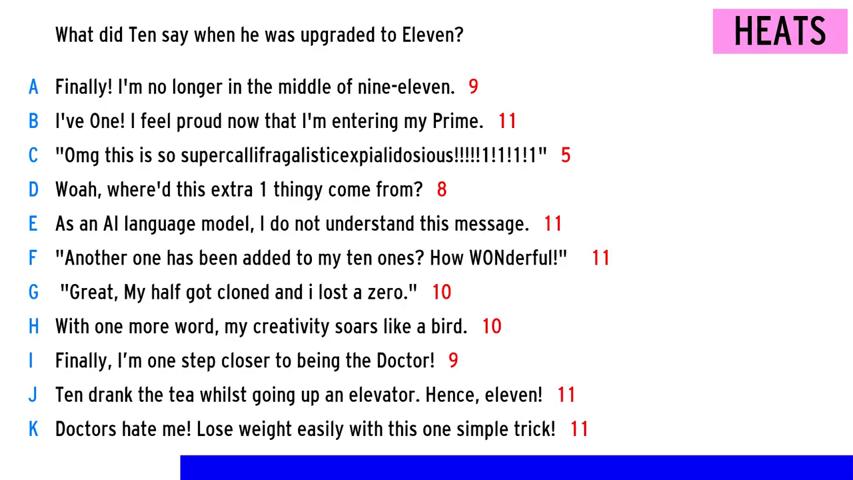 What did Ten say when he was upgraded to Eleven?
HEATS
A Finally! I'm no longer in the middle of nine-eleven. 9
B I've One! I feel proud now that I'm entering my Prime. 11
C "Omg this is so supercallifragalisticexpialidosious!!!!!1!1!1!1" 5
D Woah, where'd this extra 1 thingy come from? 8
E As an AI language model, I do not understand this message. 11
F "Another one has been added to my ten ones? How WONderful!" 11
G "Great, My half got cloned and i lost a zero." 10
H With one more word, my creativity soars like a bird. 10
I Finally, I’m one step closer to being the Doctor! 9
J Ten drank the tea whilst going up an elevator. Hence, eleven! 11
K Doctors hate me! Lose weight easily with this one simple trick! 11